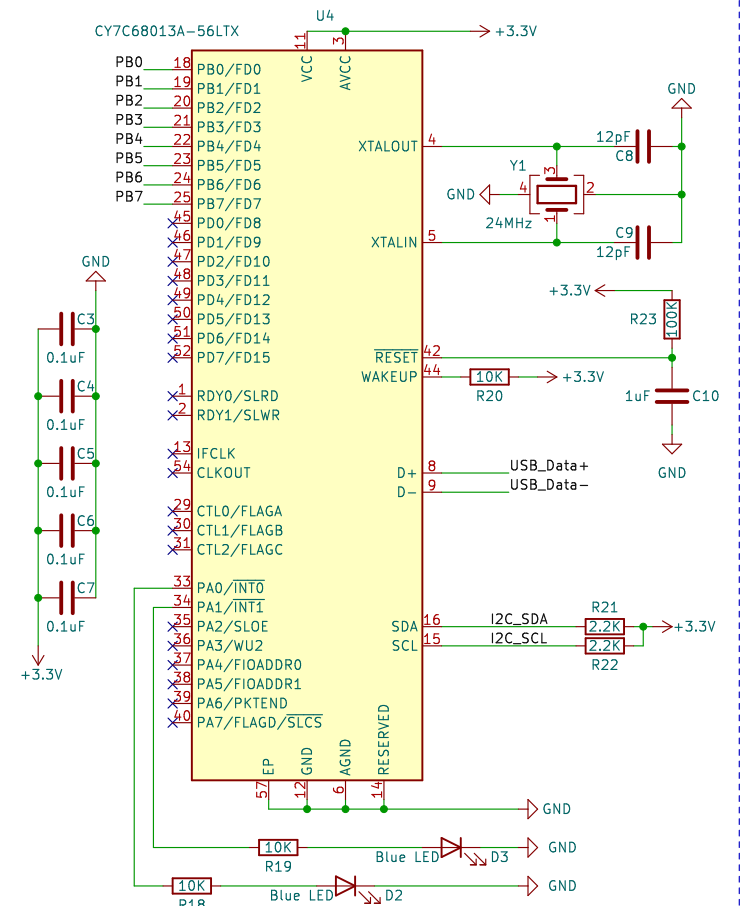 U4
CY7C68013A-56LTX
+3.3V
11
3
VCC
AVCC
PB0 18 PB0/FD0
PB1 19 PB1/FD1
PB2 20 PB2/FD2
PB3 21 PB3/FD3
PB4 22 PB4/FD4
PB5 23 PB5/FD5
PB6 24 PB6/FD6
PB7 25 PB7/FD7
45 PD0/FD8
46 PD1/FD9
47 PD2/FD10
48 PD3/FD11
49 PD4/FD12
50 PD5/FD13
51 PD6/FD14
52 PD7/FD15
1 RDY0/SLRD
2 RDY1/SLWR
13 IFCLK
54 CLKOUT
29 CTL0/FLAGA
30 CTL1/FLAGB
31 CTL2/FLAGC
33 PA0/INT0
34 PA1/INT1
35 PA2/SLOE
36 PA3/WU2
37 PA4/FIOADDR0
38 PA5/FIOADDR1
39 PA6/PKTEND
40 PA7/FLAGD/SLCS
XTALOUT 4
XTALIN 5
RESET 42
WAKEUP 44
D+ 8 USB_Data+
D- 9 USB_Data-
SDA 16 I2C_SDA
SCL 15 I2C_SCL
EP
GND
AGND
RESERVED
57
12
6
14
GND
GND
12pF
C8
Y1
3
GND 4
2
1
24MHz
C9
12pF
+3.3V
R23
100K
10K
R20
+3.3V
1uF C10
GND
R21
2.2K
2.2K
R22
+3.3V
GND
C3
0.1uF
C4
0.1uF
C5
0.1uF
C6
0.1uF
C7
0.1uF
+3.3V
10K
R19
Blue LED D3
GND
10K
R18
Blue LED D2
GND